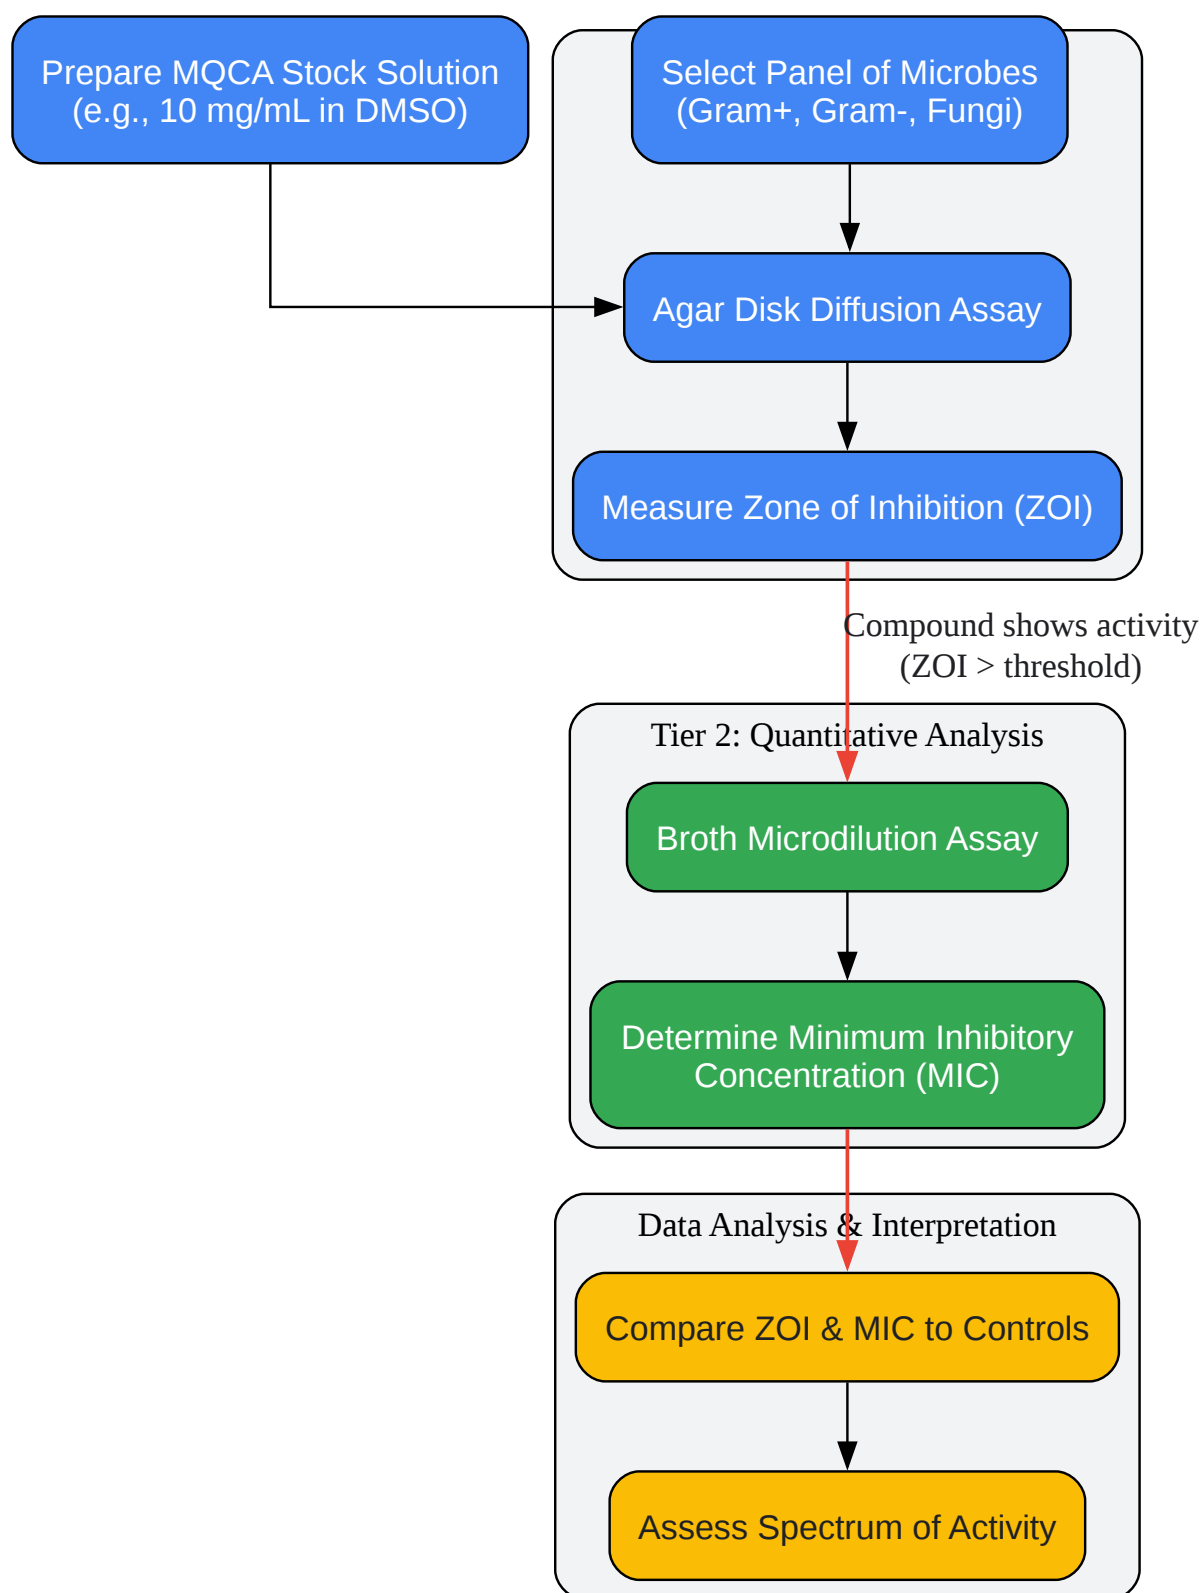 Prepare MQCA Stock Solution
(e.g., 10 mg/mL in DMSO)
Select Panel of Microbes
(Gram+, Gram-, Fungi)
Agar Disk Diffusion Assay
Measure Zone of Inhibition (ZOI)
Compound shows activity
(ZOI > threshold)
Tier 2: Quantitative Analysis
Broth Microdilution Assay
Determine Minimum Inhibitory
Concentration (MIC)
Data Analysis & Interpretation
Compare ZOI & MIC to Controls
Assess Spectrum of Activity